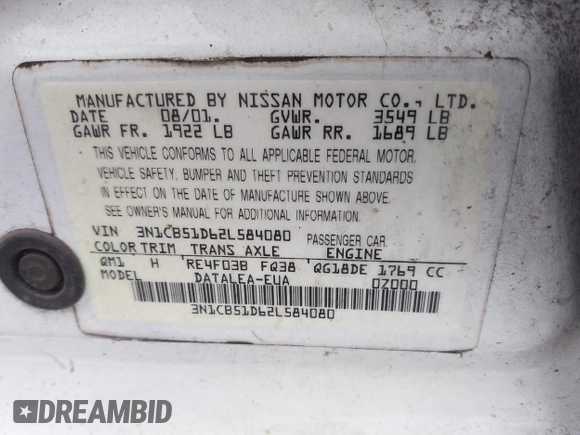 MANUFACTURED BY NISSAN MOTOR CO., LTD.
DATE 08/01. GVWR. 3549 LB
GAWR FR. 1922 LB GAWR RR. 1689 LB
THIS VEHICLE CONFORMS TO ALL APPLICABLE FEDERAL MOTOR
VEHICLE SAFETY, BUMPER AND THEFT PREVENTION STANDARDS
IN EFFECT ON THE DATE OF MANUFACTURE SHOWN ABOVE.
SEE OWNER'S MANUAL FOR ADDITIONAL INFORMATION.
VIN 3N1CB51D62L584080 PASSENGER CAR.
COLOR TRIM TRANS AXLE ENGINE
QM1 H RE4F03B FQ38 QG18DE 1769 CC
MODEL DATALEA-EUA 0Z000
3N1CB51D62L584080
DREAMBID